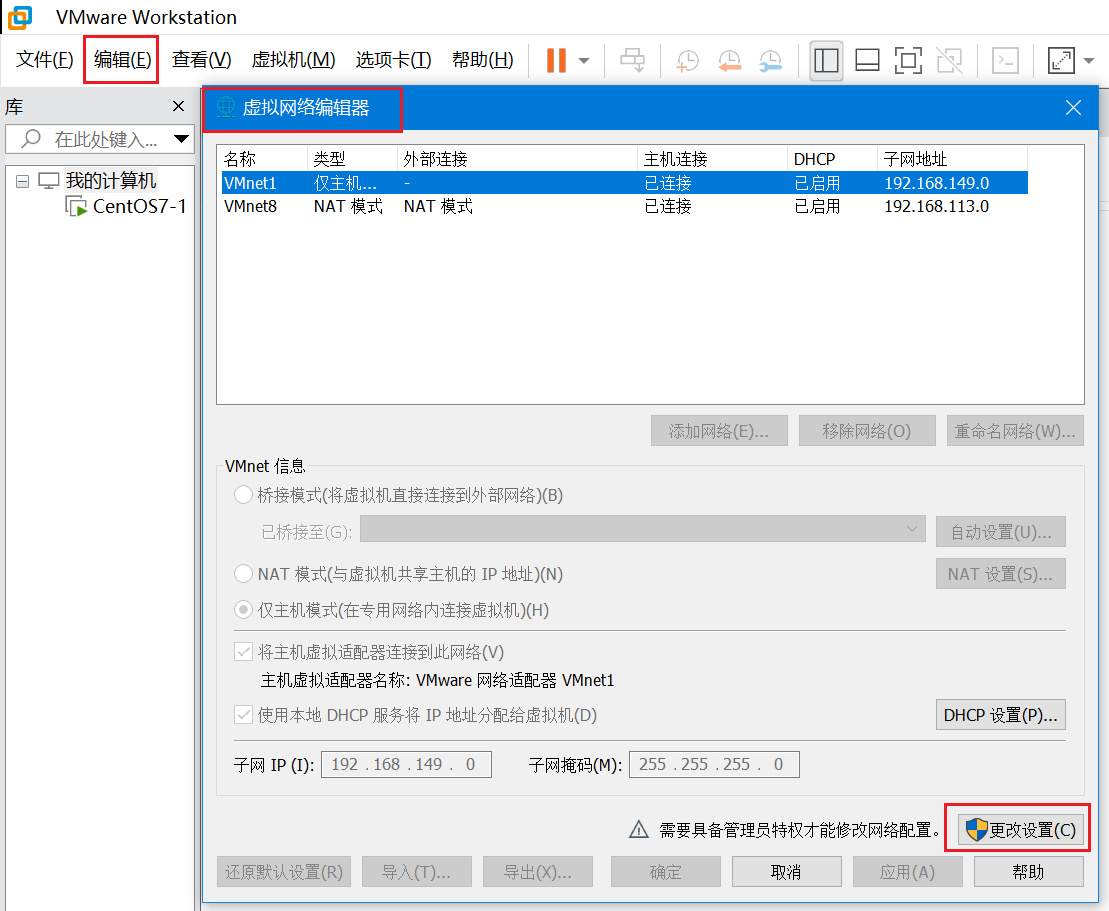 VMware Workstation
文件(F) 编辑(E) 查看(V) 虚拟机(M) 选项卡(T) 帮助(H)
库
在此处键入...
我的计算机
CentOS7-1
虚拟网络编辑器
名称 类型 外部连接 主机连接 DHCP 子网地址
VMnet1 仅主机... - 已连接 已启用 192.168.149.0
VMnet8 NAT 模式 NAT 模式 已连接 已启用 192.168.113.0
添加网络(E)... 移除网络(O) 重命名网络(W)...
VMnet 信息
桥接模式(将虚拟机直接连接到外部网络)(B)
已桥接至(G): 自动设置(U)...
NAT 模式(与虚拟机共享主机的 IP 地址)(N) NAT 设置(S)...
仅主机模式(在专用网络内连接虚拟机)(H)
将主机虚拟适配器连接到此网络(V)
主机虚拟适配器名称: VMware 网络适配器 VMnet1
使用本地 DHCP 服务将 IP 地址分配给虚拟机(D) DHCP 设置(P)...
子网 IP (I): 192 . 168 . 149 . 0 子网掩码(M): 255 . 255 . 255 . 0
需要具备管理员特权才能修改网络配置。 更改设置(C)
还原默认设置(R) 导入(T)... 导出(X)... 确定 取消 应用(A) 帮助